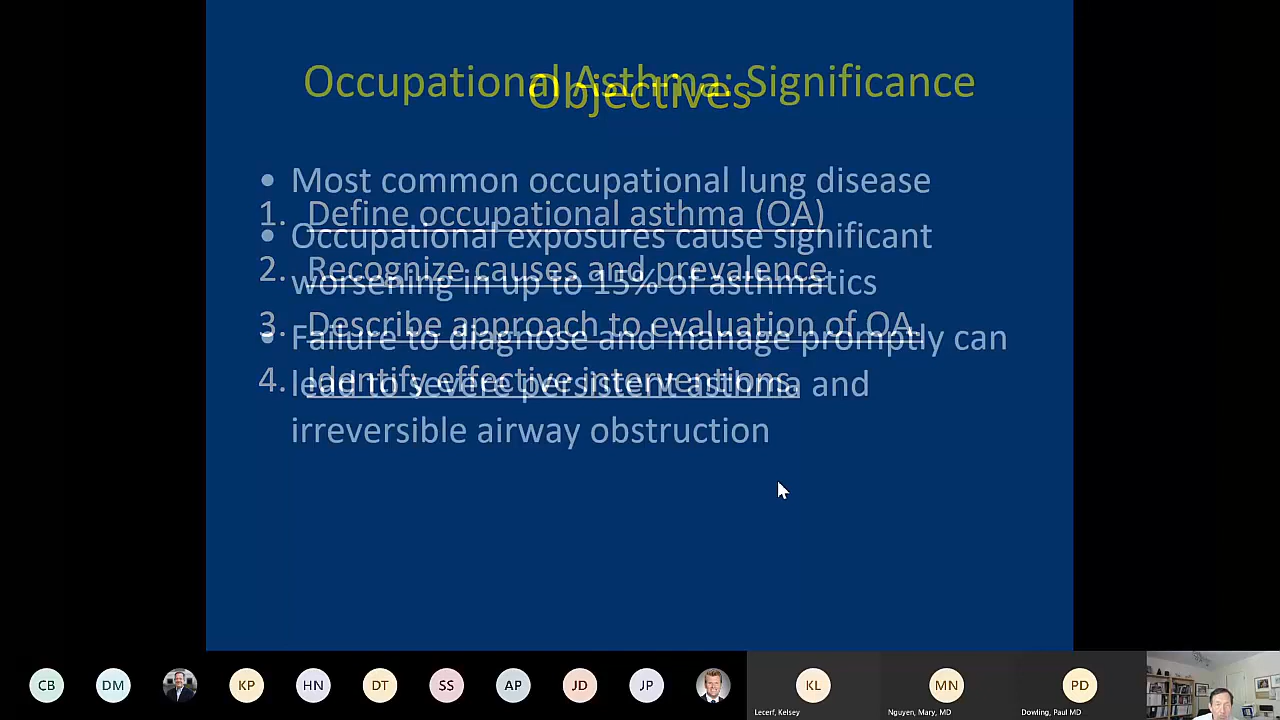 Occupational Asthma: Significance
Objectives
• Most common occupational lung disease
1. Define occupational asthma (OA)
• Occupational exposures cause significant
2. Recognize causes and prevalence
worsening in up to 15% of asthmatics
3. Describe approach to evaluation of OA
• Failure to diagnose and manage promptly can
4. Identify effective interventions.
lead to severe persistent asthma and
irreversible airway obstruction
CB DM KP HN DT SS AP JD JP KL MN PD
Lecerf, Kelsey Nguyen, Mary, MD Dowling, Paul MD